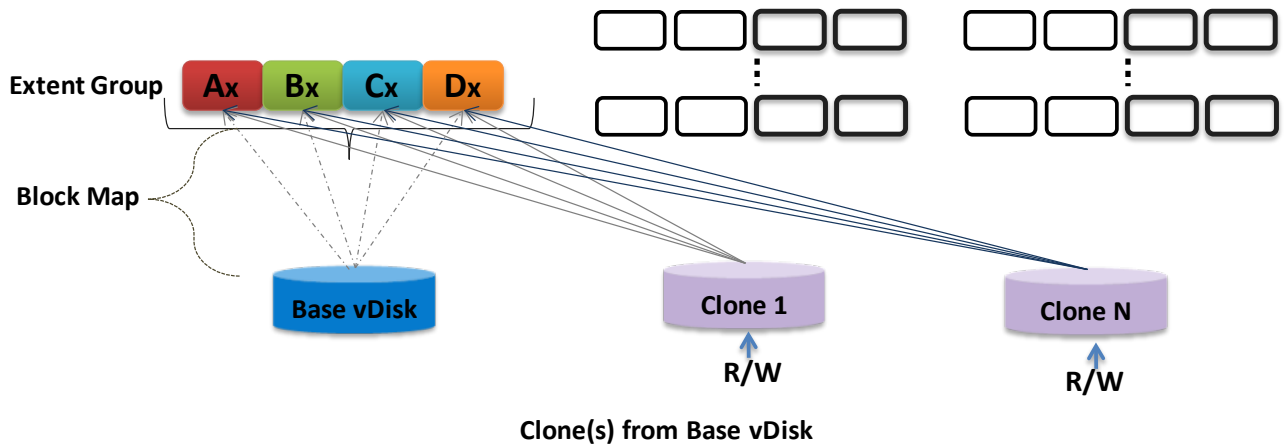 Extent Group
Ax Bx Cx Dx
Block Map
Base vDisk
Clone 1
Clone N
R/W
R/W
Clone(s) from Base vDisk